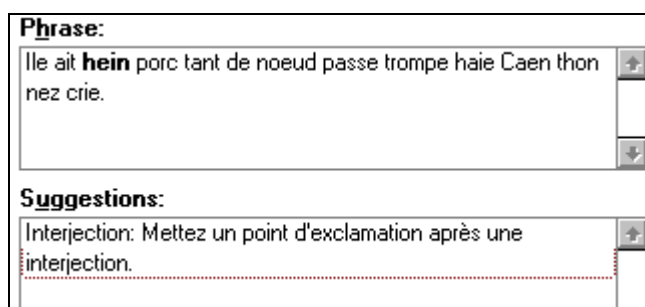 Phrase:
Ile ait hein porc tant de noeud passe trompe haie Caen thon
nez crie.
Suggestions:
Interjection: Mettez un point d'exclamation après une
interjection.